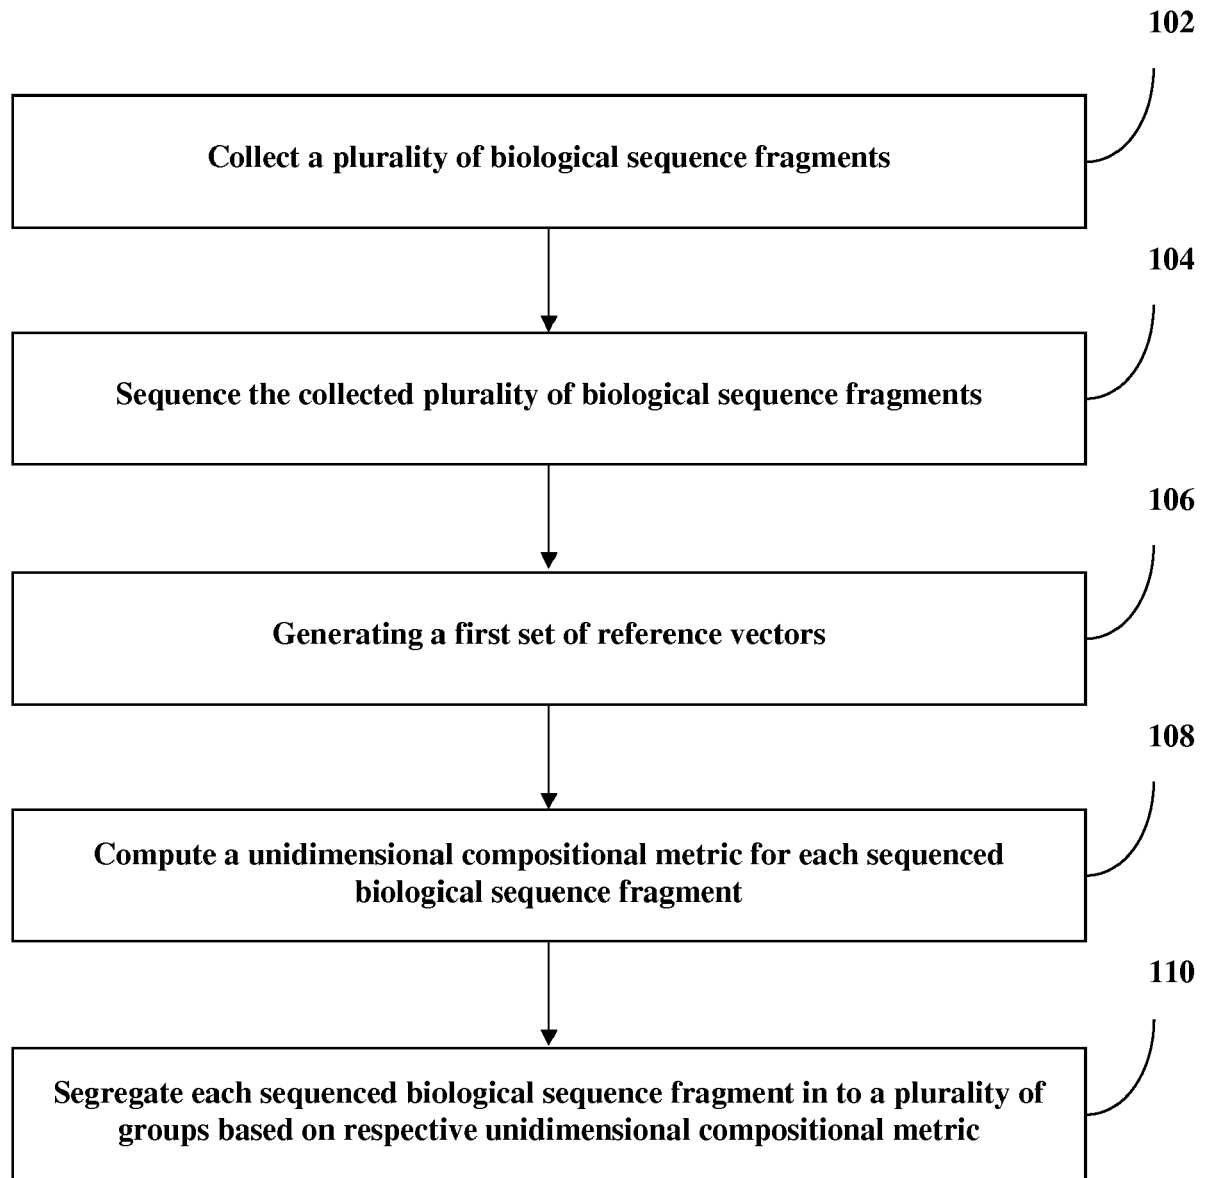 102
Collect a plurality of biological sequence fragments
104
Sequence the collected plurality of biological sequence fragments
106
Generating a first set of reference vectors
108
Compute a unidimensional compositional metric for each sequenced
biological sequence fragment
110
Segregate each sequenced biological sequence fragment in to a plurality of
groups based on respective unidimensional compositional metric